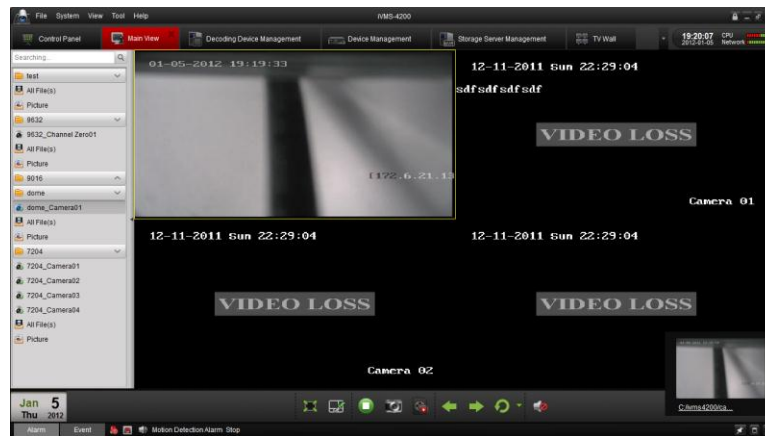 File System View Tool Help
iVMS-4200
Control Panel
Main View
Decoding Device Management
Device Management
Storage Server Management
TV Wall
19:20:07
2012-01-05
CPU
Network
Searching...
test
All File(s)
Picture
9632
9632_Channel Zero01
All File(s)
Picture
9016
dome
dome_Camera01
All File(s)
Picture
7204
7204_Camera01
7204_Camera02
7204_Camera03
7204_Camera04
All File(s)
Picture
01-05-2012 19:19:33
[172.6.21.13
12-11-2011 Sun 22:29:04
sdfsdfsdfsdf
VIDEO LOSS
Camera 01
12-11-2011 Sun 22:29:04
VIDEO LOSS
Camera 02
12-11-2011 Sun 22:29:04
VIDEO LOSS
C:/ivms4200/ca...
Jan 5
Thu 2012
Alarm
Event
Motion Detection Alarm Stop